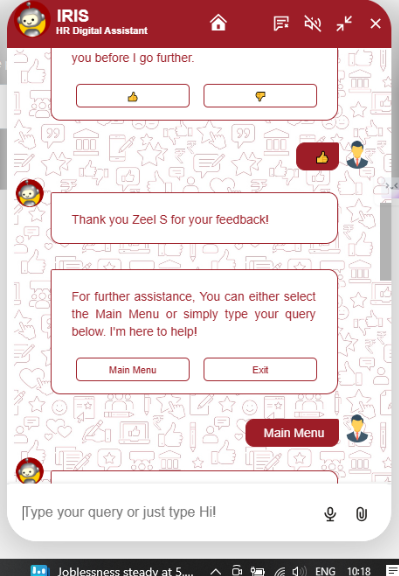 IRIS
HR Digital Assistant
you before I go further.
Thank you Zeel S for your feedback!
For further assistance, You can either select
the Main Menu or simply type your query
below. I'm here to help!
Main Menu
Exit
Main Menu
Type your query or just type Hi!
Joblessness steady at 5....
ENG
10:18